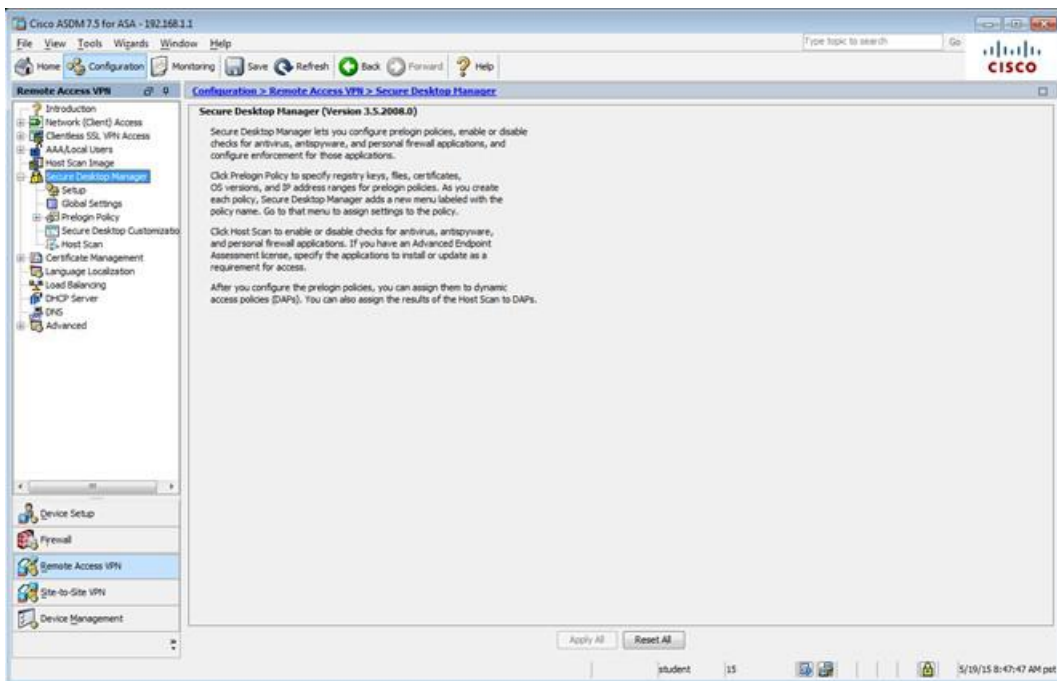 Cisco ASDM 7.5 for ASA - 192.168.1.1
File View Tools Wizards Window Help
Type topic to search Go
Home Configuration Monitoring Save Refresh Back Forward Help
CISCO
Remote Access VPN
Configuration > Remote Access VPN > Secure Desktop Manager
Introduction
Network (Client) Access
Clientless SSL VPN Access
AAA/Local Users
Host Scan Image
Secure Desktop Manager
Setup
Global Settings
Prelogin Policy
Secure Desktop Customizatio
Host Scan
Certificate Management
Language Localization
Load Balancing
DHCP Server
DNS
Advanced
Device Setup
Firewall
Remote Access VPN
Site-to-Site VPN
Device Management
Secure Desktop Manager (Version 3.5.2008.0)
Secure Desktop Manager lets you configure prelogin policies, enable or disable
checks for antivirus, antispyware, and personal firewall applications, and
configure enforcement for those applications.
Click Prelogin Policy to specify registry keys, files, certificates,
OS versions, and IP address ranges for prelogin policies. As you create
each policy, Secure Desktop Manager adds a new menu labeled with the
policy name. Go to that menu to assign settings to the policy.
Click Host Scan to enable or disable checks for antivirus, antispyware,
and personal firewall applications. If you have an Advanced Endpoint
Assessment license, specify the applications to install or update as a
requirement for access.
After you configure the prelogin policies, you can assign them to dynamic
access policies (DAPs). You can also assign the results of the Host Scan to DAPs.
Apply All Reset All
student 15 5/19/15 8:47:47 AM pst